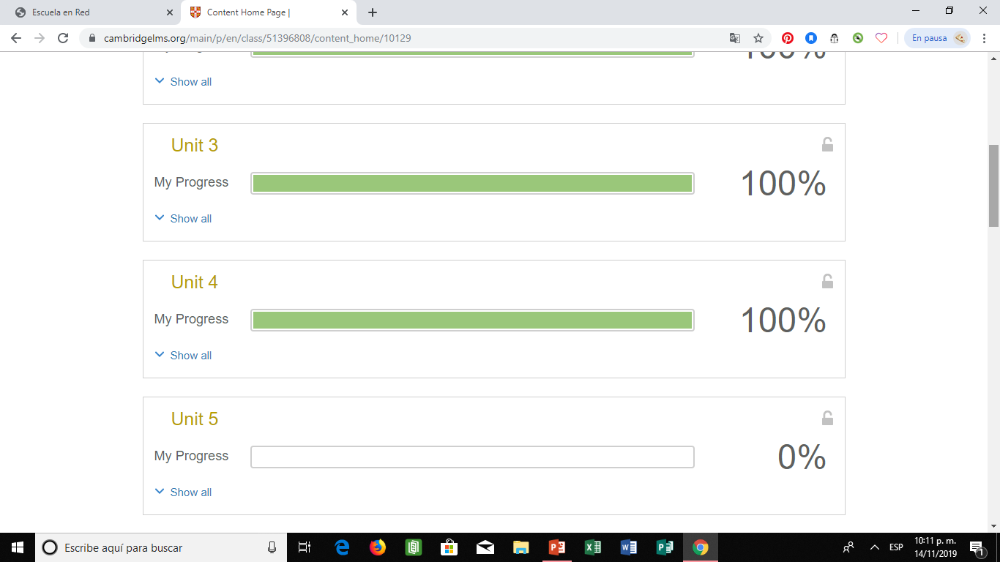 Escuela en Red
Content Home Page |
cambridgelms.org/main/p/en/class/51396808/content_home/10129
En pausa
100%
Show all
Unit 3
My Progress
100%
Show all
Unit 4
My Progress
100%
Show all
Unit 5
My Progress
0%
Show all
Escribe aquí para buscar
ESP
10:11 p. m.
14/11/2019
1